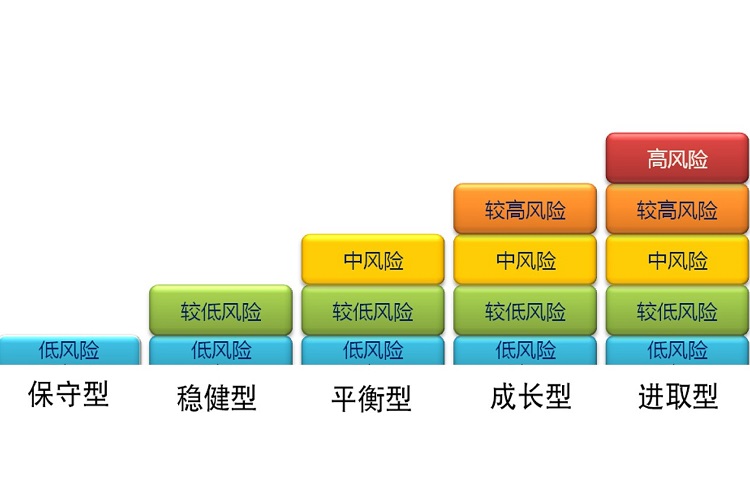 高风险
较高风险 较高风险
中风险 中风险 中风险
较低风险 较低风险 较低风险 较低风险
低风险 低风险 低风险 低风险 低风险
保守型 稳健型 平衡型 成长型 进取型